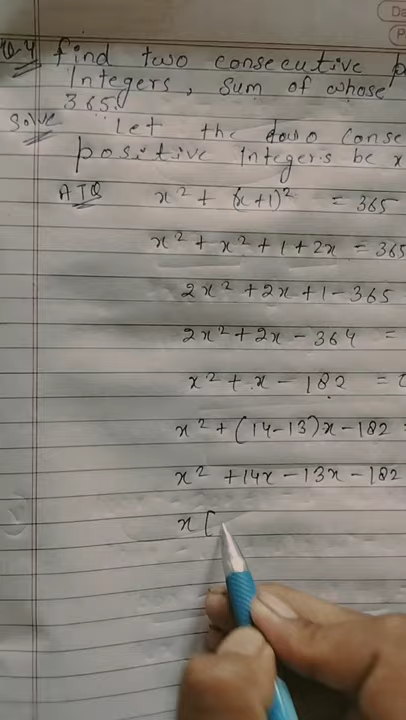 Q.4 Find two consecutive
Integers, sum of whose
365.
Solve Let the two
positive Integers be x
ATQ x² + (x+1)² = 365
x² + x² + 1 + 2x = 365
2x² + 2x + 1 - 365
2x² + 2x - 364 =
x² + x - 182 =
x² + (14-13)x - 182
x² + 14x - 13x - 182
x [